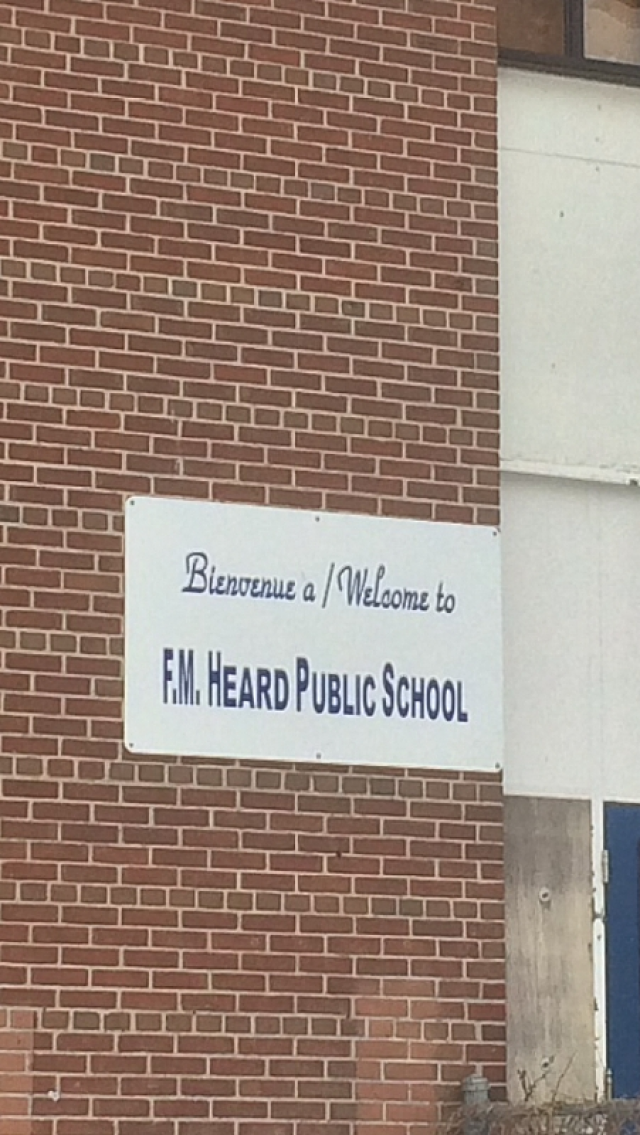 Bienvenue a / Welcome to
F.M. HEARD PUBLIC SCHOOL